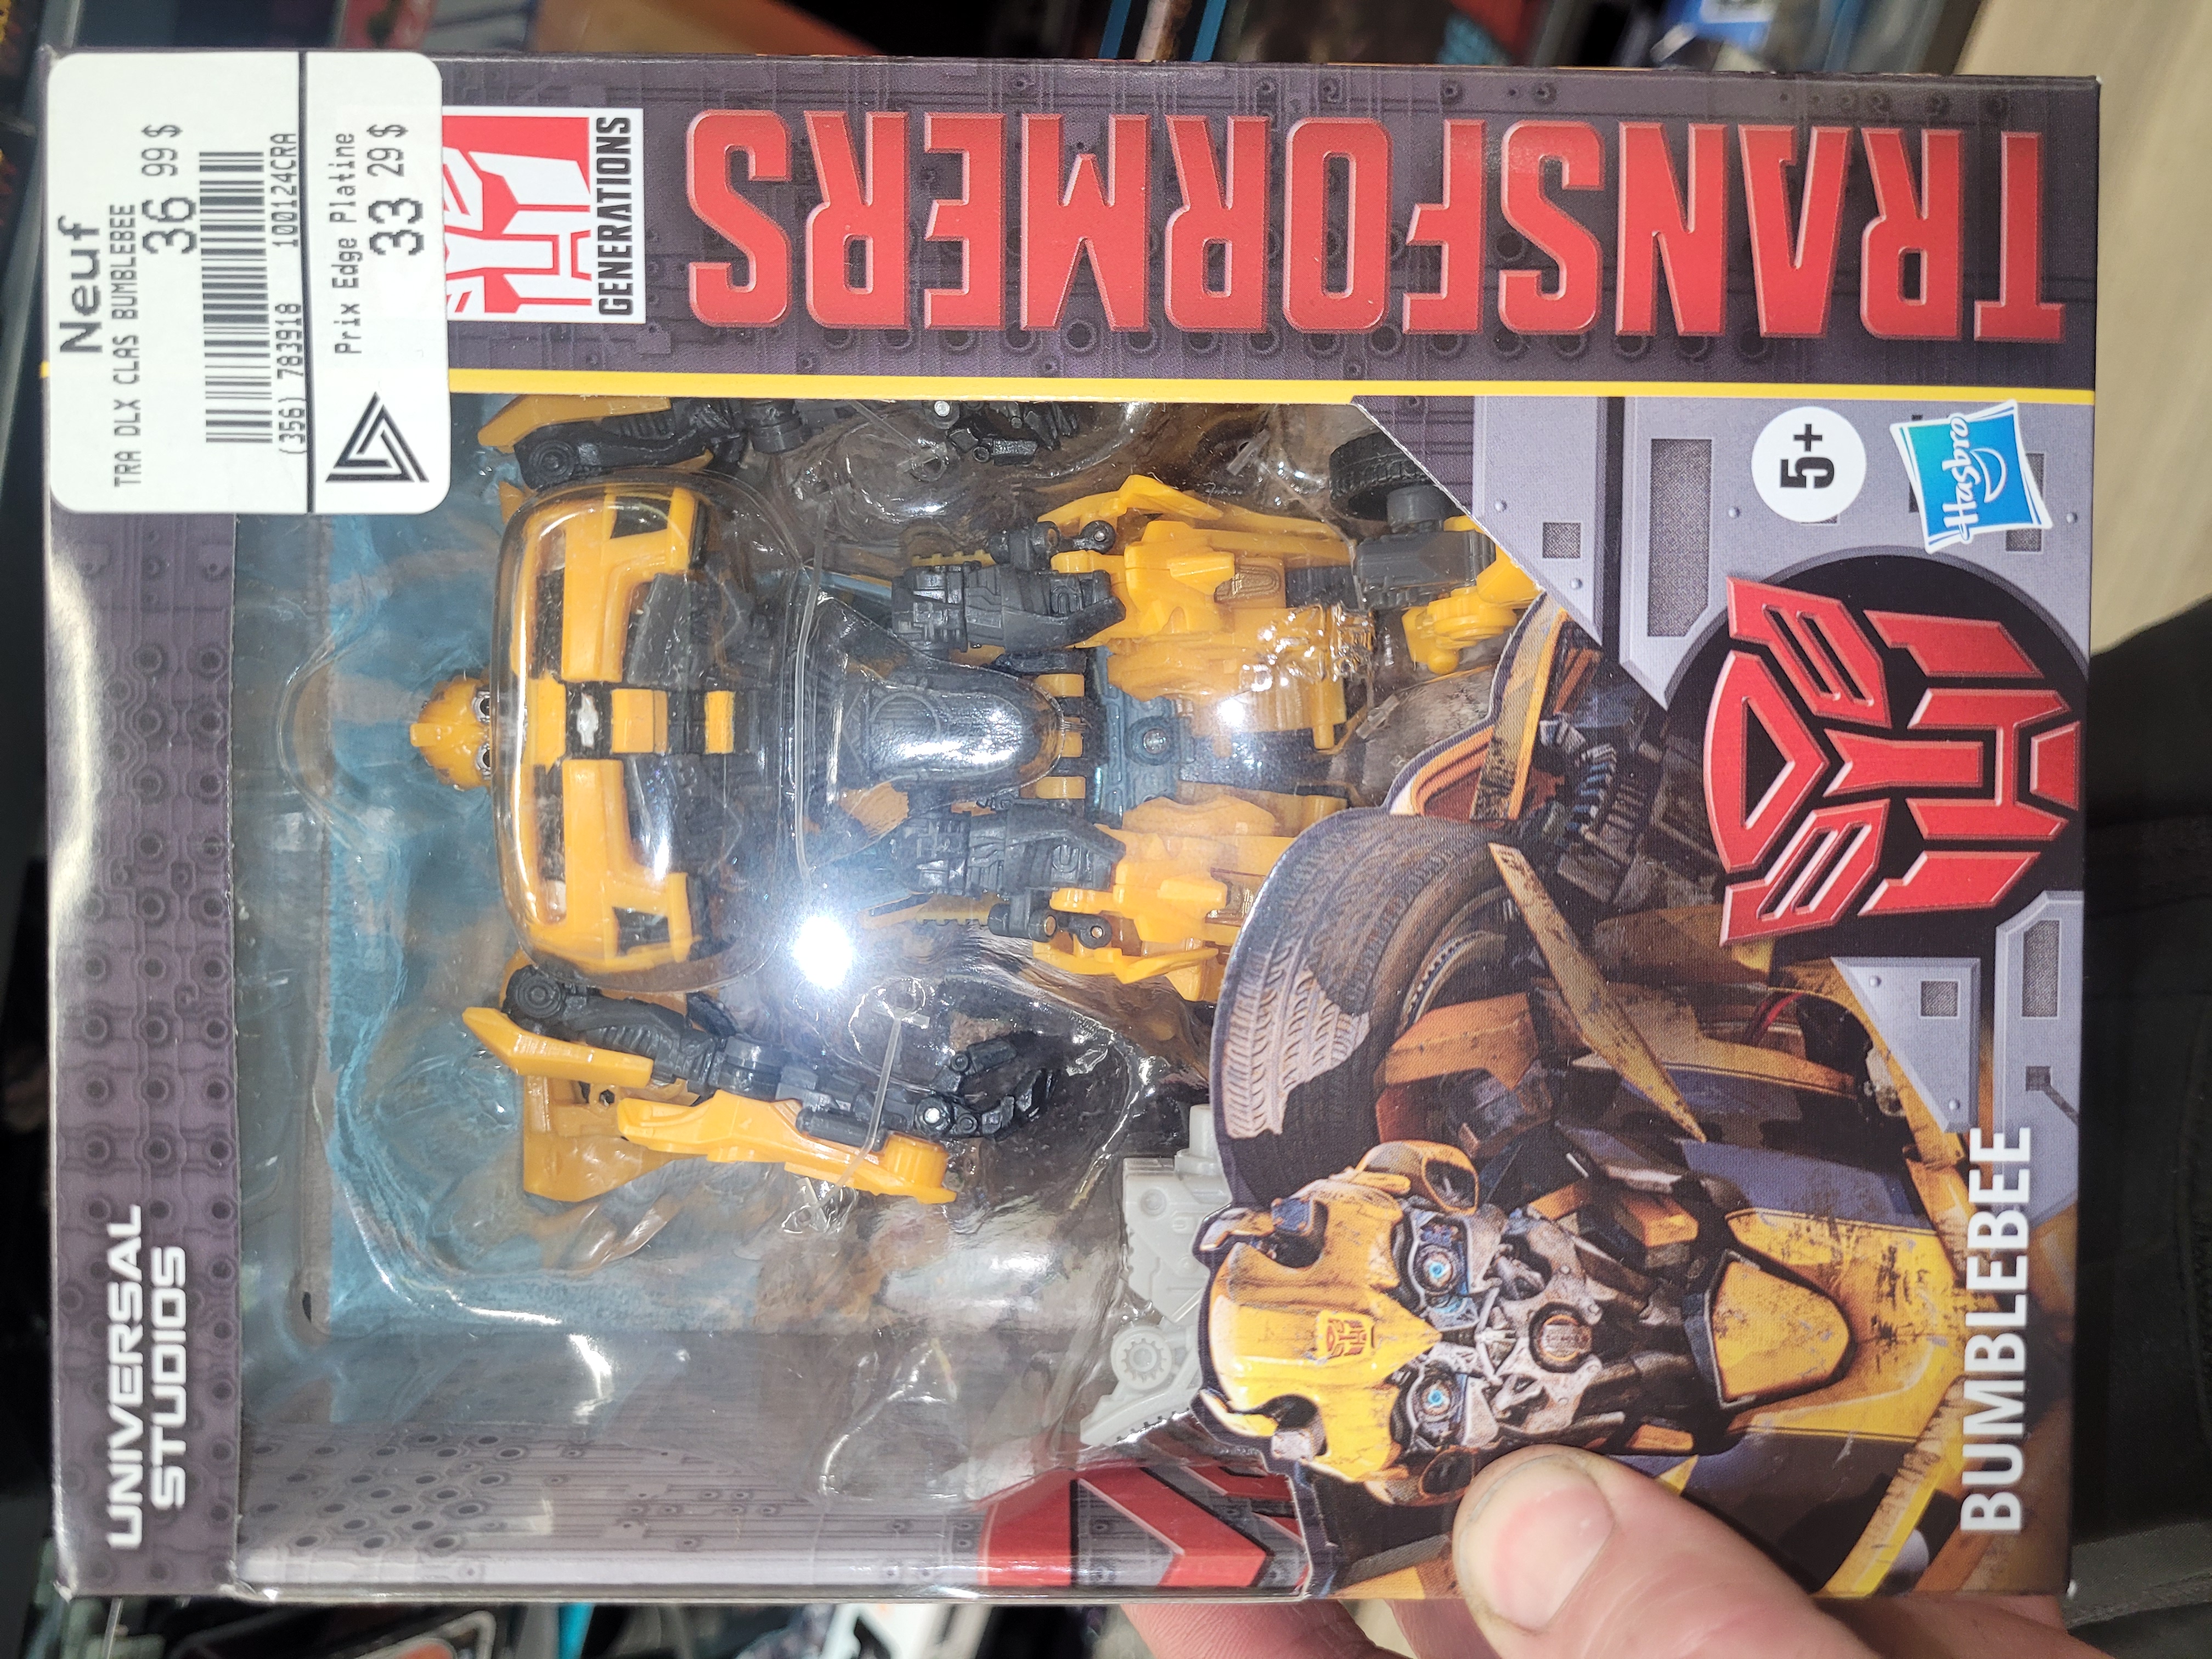 Neuf
TRA DLX CLAS BUMBLEBEE
36 99$
(356) 783918 100124CRA
Prix Edge Platine
33 29$
GENERATIONS
TRANSFORMERS
5+
Hasbro
UNIVERSAL
STUDIOS
BUMBLEBEE